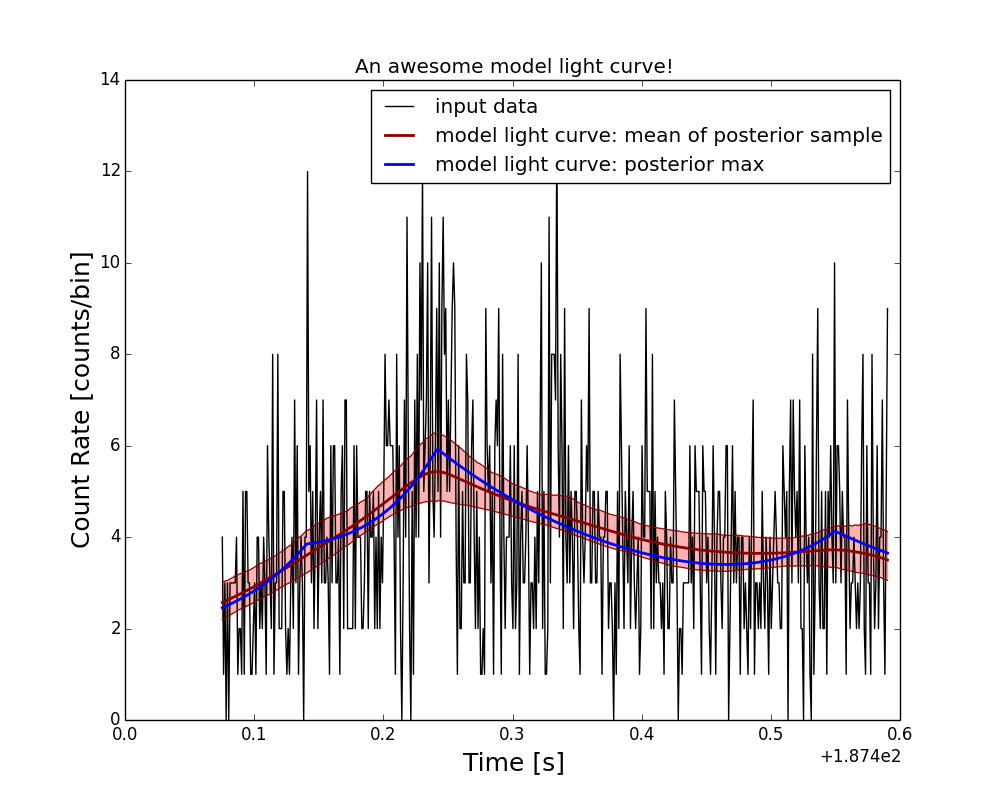 An awesome model light curve!
input data
model light curve: mean of posterior sample
model light curve: posterior max
Count Rate [counts/bin]
14
12
10
8
6
4
2
0
0.0 0.1 0.2 0.3 0.4 0.5 0.6
Time [s]
+1.874e2